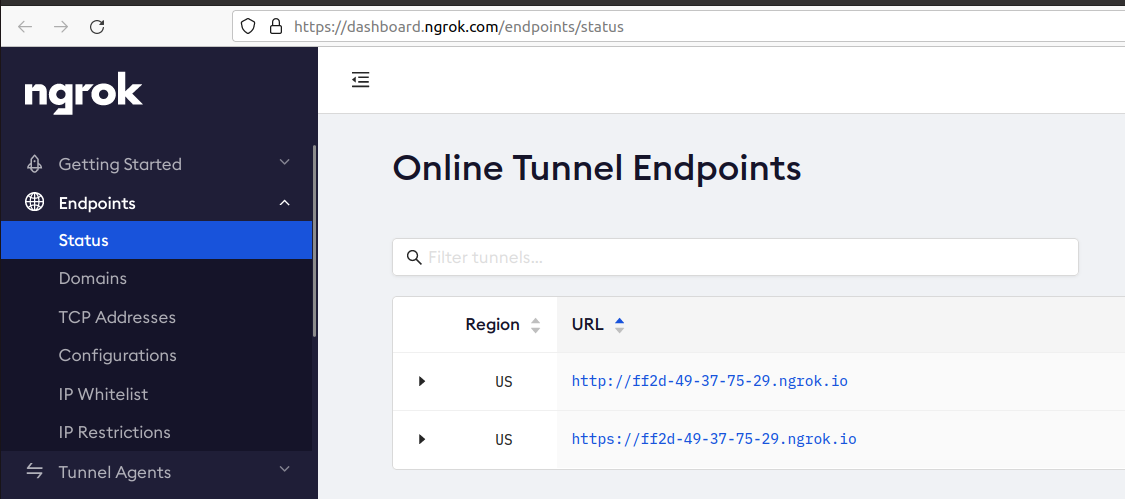 https://dashboard.ngrok.com/endpoints/status
ngrok
Getting Started
Endpoints
Status
Domains
TCP Addresses
Configurations
IP Whitelist
IP Restrictions
Tunnel Agents
Online Tunnel Endpoints
Filter tunnels...
Region URL
US http://ff2d-49-37-75-29.ngrok.io
US https://ff2d-49-37-75-29.ngrok.io